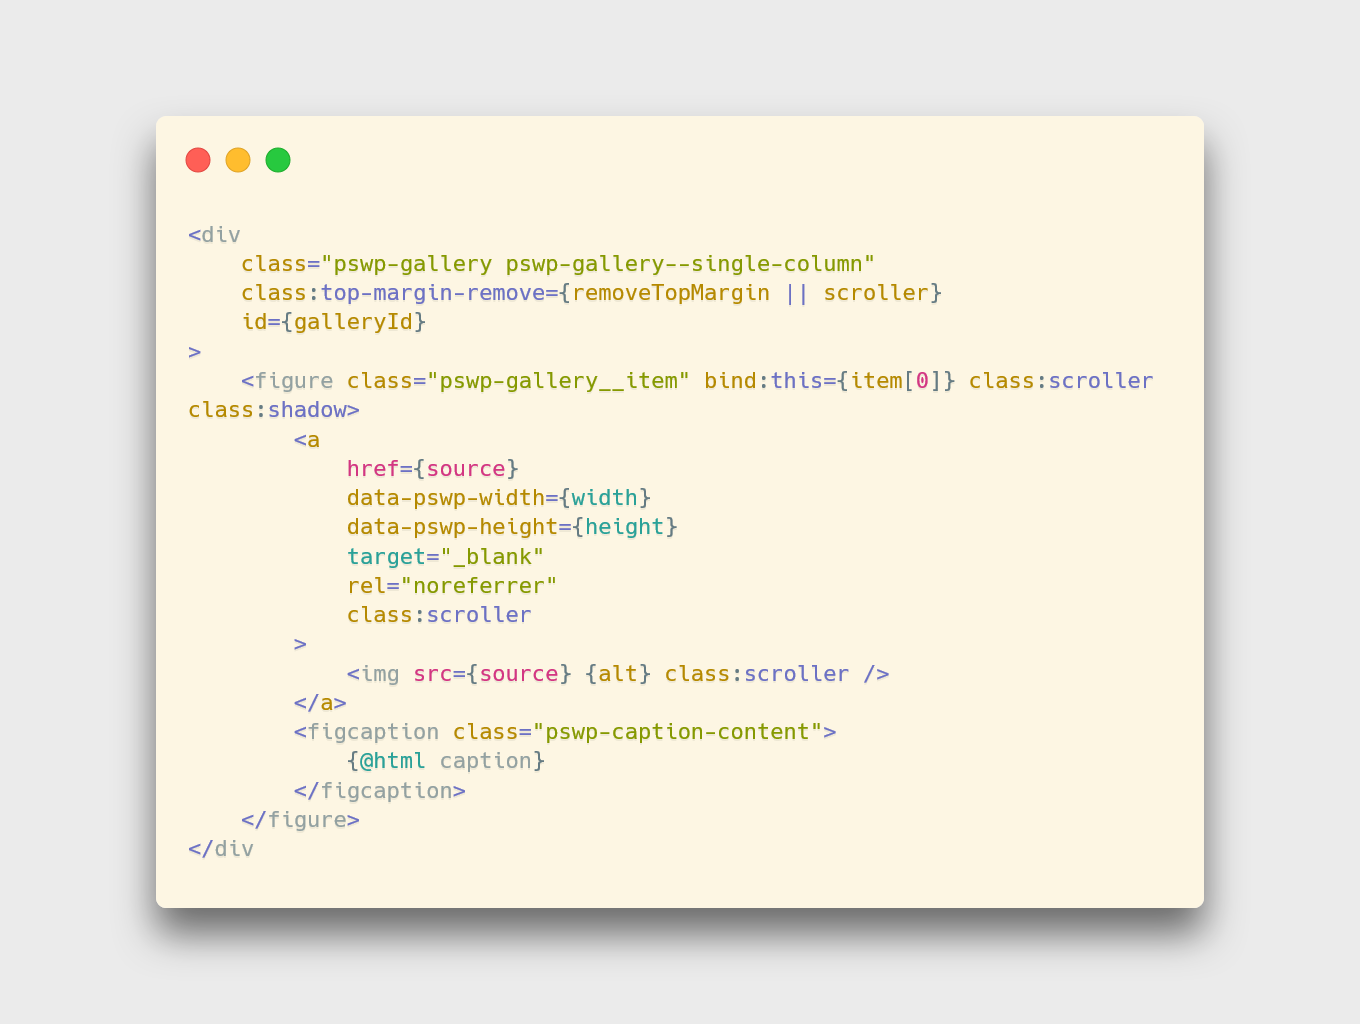 <div
    class="pswp-gallery pswp-gallery--single-column"
    class:top-margin-remove={removeTopMargin || scroller}
    id={galleryId}
>
    <figure class="pswp-gallery__item" bind:this={item[0]} class:scroller
class:shadow>
        <a
            href={source}
            data-pswp-width={width}
            data-pswp-height={height}
            target="_blank"
            rel="noreferrer"
            class:scroller
        >
            <img src={source} {alt} class:scroller />
        </a>
        <figcaption class="pswp-caption-content">
            {@html caption}
        </figcaption>
    </figure>
</div